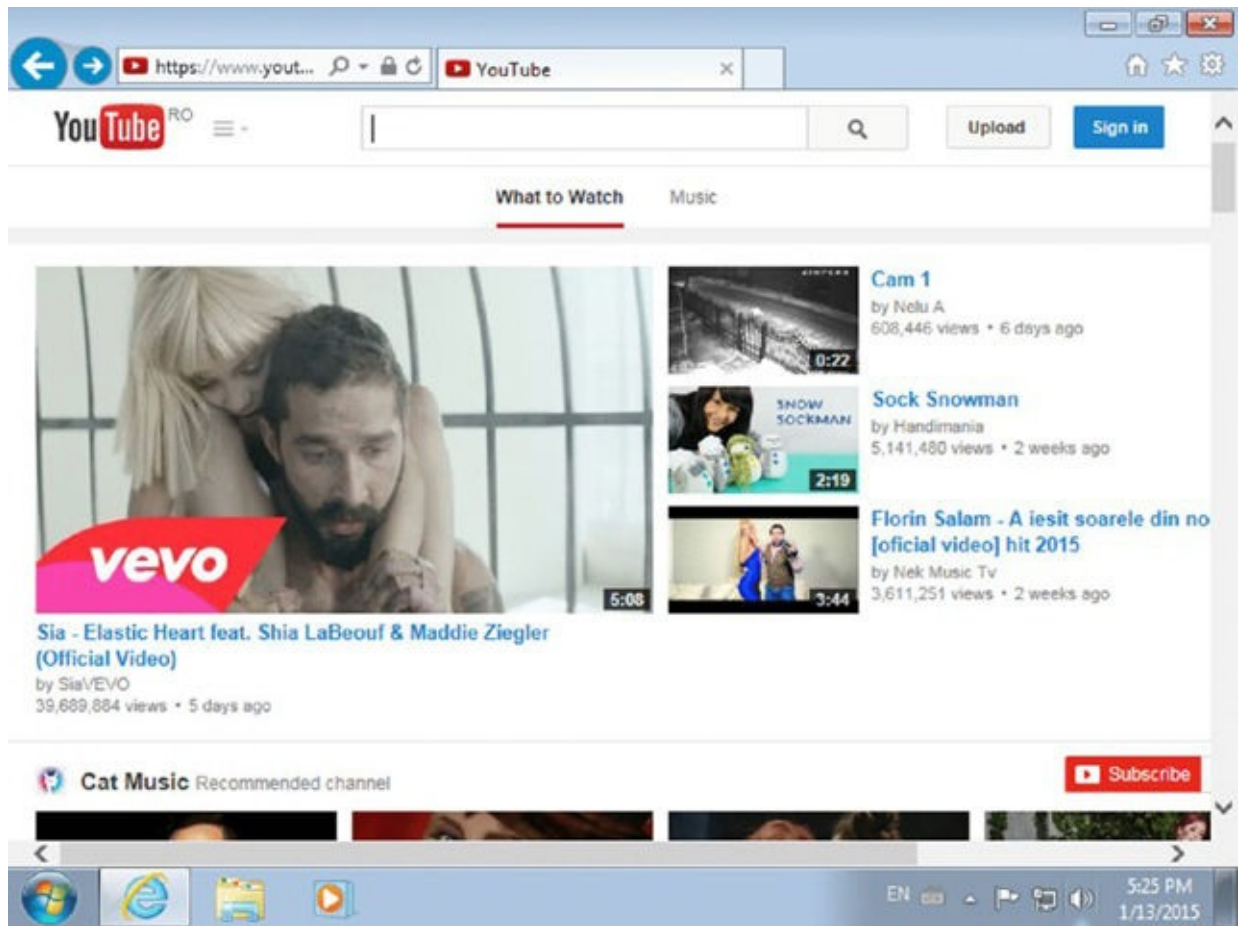 https://www.yout...
YouTube
YouTube RO
Upload
Sign in
What to Watch
Music
vevo
5:08
Sia - Elastic Heart feat. Shia LaBeouf & Maddie Ziegler
(Official Video)
by SiaVEVO
39,689,884 views • 5 days ago
0:22
Cam 1
by Nelu A
608,446 views • 6 days ago
SNOW
SOCKMAN
2:19
Sock Snowman
by Handimania
5,141,480 views • 2 weeks ago
3:44
Florin Salam - A iesit soarele din no
[oficial video] hit 2015
by Nek Music Tv
3,611,251 views • 2 weeks ago
Cat Music Recommended channel
Subscribe
EN
5:25 PM
1/13/2015